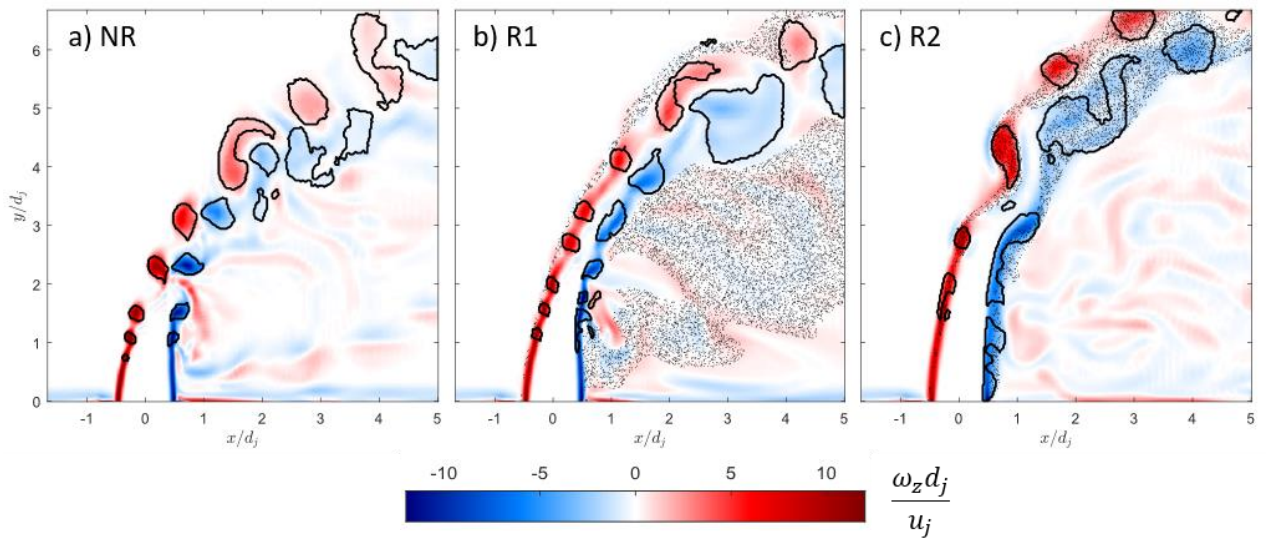 a) NR
b) R1
c) R2
y/d_j
6
5
4
3
2
1
0
-1 0 1 2 3 4 5
-1 0 1 2 3 4 5
-1 0 1 2 3 4 5
x/d_j
x/d_j
x/d_j
-10 -5 0 5 10
ω_z d_j
u_j